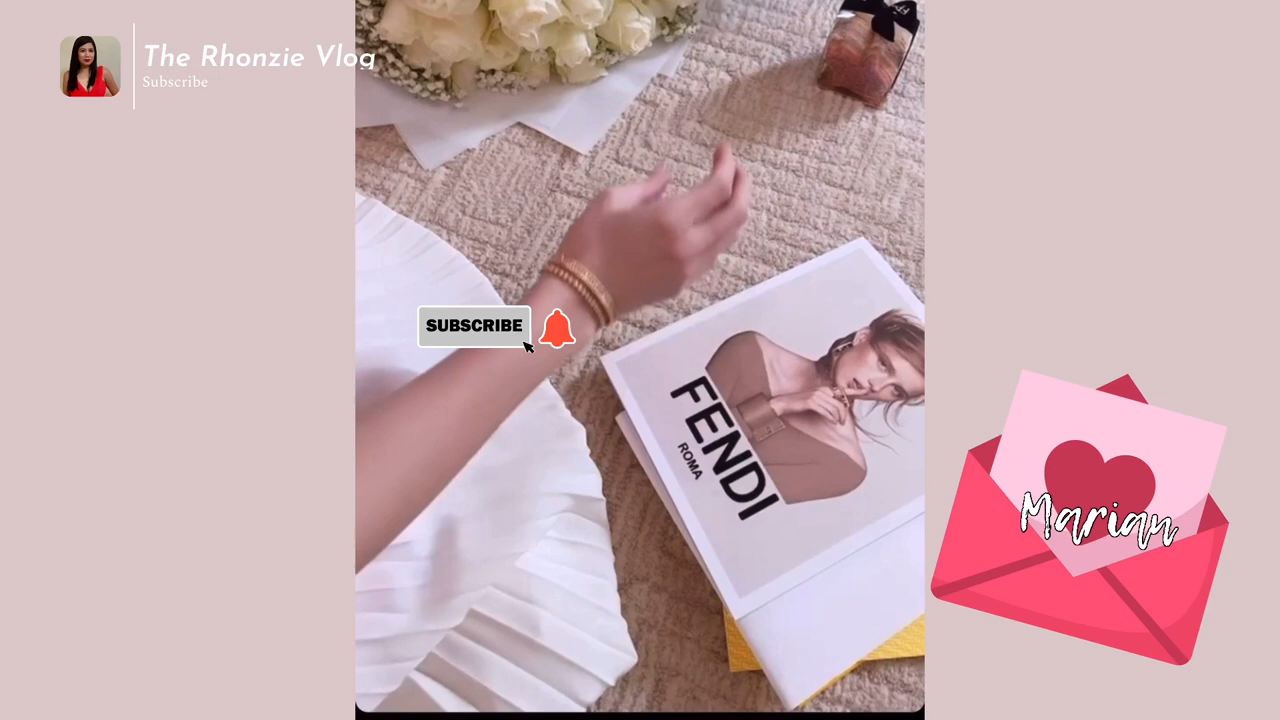 The Rhonzie Vlog
Subscribe
SUBSCRIBE
FENDI
ROMA
Marian